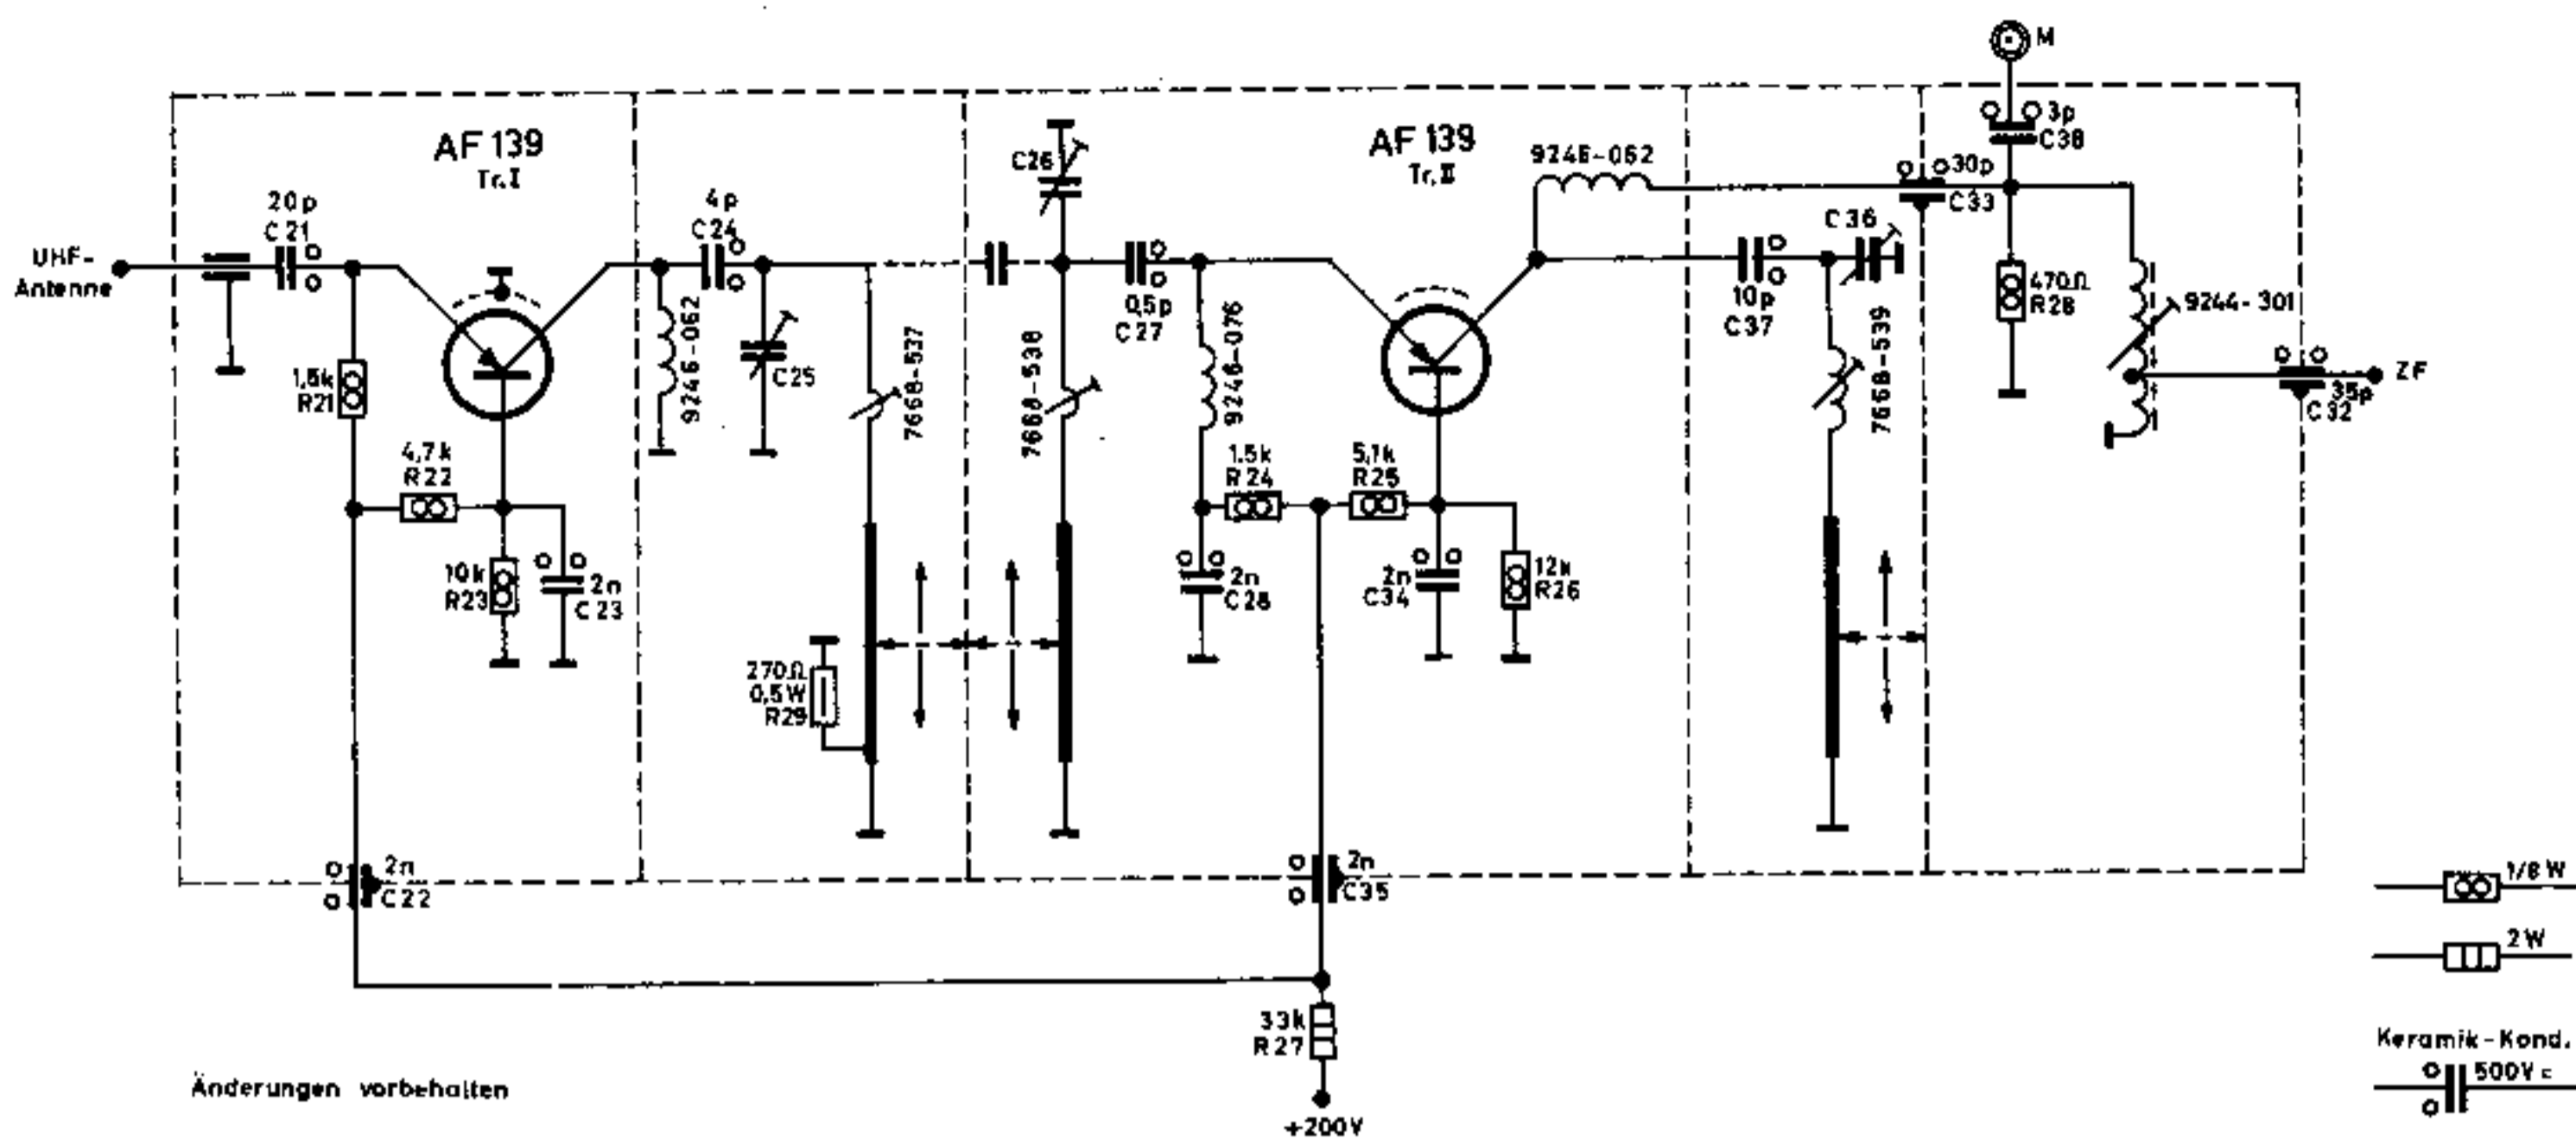 M
AF 139
Tr. I
AF 139
Tr. II
3p
C38
C26
9246-062
30p
C33
20p
C21
4p
C24
C36
UHF-
Antenne
0,5p
C27
10p
C37
470Ω
R28
9244-301
1,5k
R21
9246-062
C25
7668-537
7668-538
9246-076
7668-539
35p
C32
ZF
4,7k
R22
1,5k
R24
5,1k
R25
10k
R23
2n
C23
2n
C28
2n
C34
12k
R26
270Ω
0,5W
R29
2n
C22
2n
C35
1/8 W
2 W
33k
R27
Keramik-Kond.
500V =
Änderungen vorbehalten
+200V